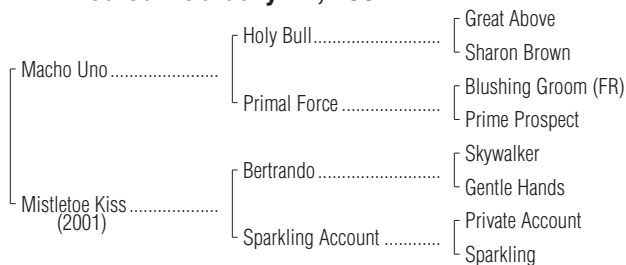 Great Above
Holy Bull
Sharon Brown
Macho Uno
Blushing Groom (FR)
Primal Force
Prime Prospect
Skywalker
Bertrando
Gentle Hands
Mistletoe Kiss
(2001)
Private Account
Sparkling Account
Sparkling